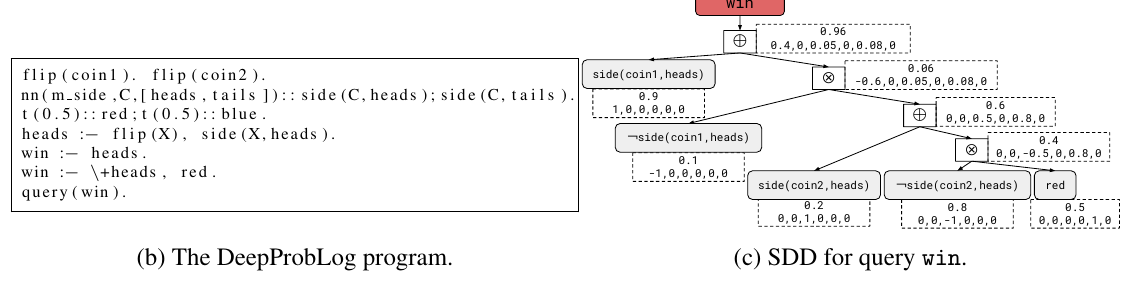 flip(coin1). flip(coin2).
nn(m_side,C,[heads,tails])::side(C,heads);side(C,tails).
t(0.5)::red;t(0.5)::blue.
heads :- flip(X), side(X,heads).
win :- heads.
win :- \+heads, red.
query(win).
(b) The DeepProbLog program.
win
⊕
0.96
0.4,0,0.05,0,0.08,0
side(coin1,heads)
0.9
1,0,0,0,0,0
⊗
0.06
-0.6,0,0.05,0,0.08,0
¬side(coin1,heads)
0.1
-1,0,0,0,0,0
⊕
0.6
0,0,0.5,0,0.8,0
⊗
0.4
0,0,-0.5,0,0.8,0
side(coin2,heads)
0.2
0,0,1,0,0,0
¬side(coin2,heads)
0.8
0,0,-1,0,0,0
red
0.5
0,0,0,0,1,0
(c) SDD for query win.